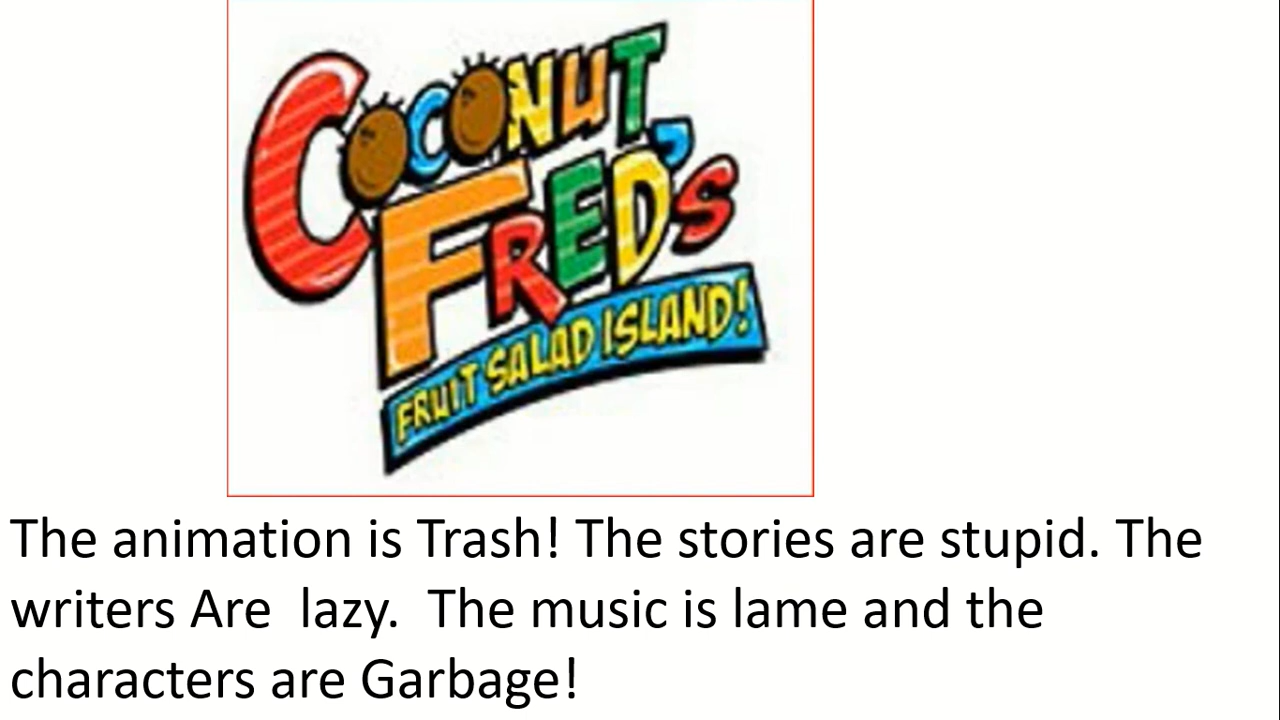 COCONUT
FRED'S
FRUIT SALAD ISLAND!
The animation is Trash! The stories are stupid. The
writers Are  lazy.  The music is lame and the
characters are Garbage!